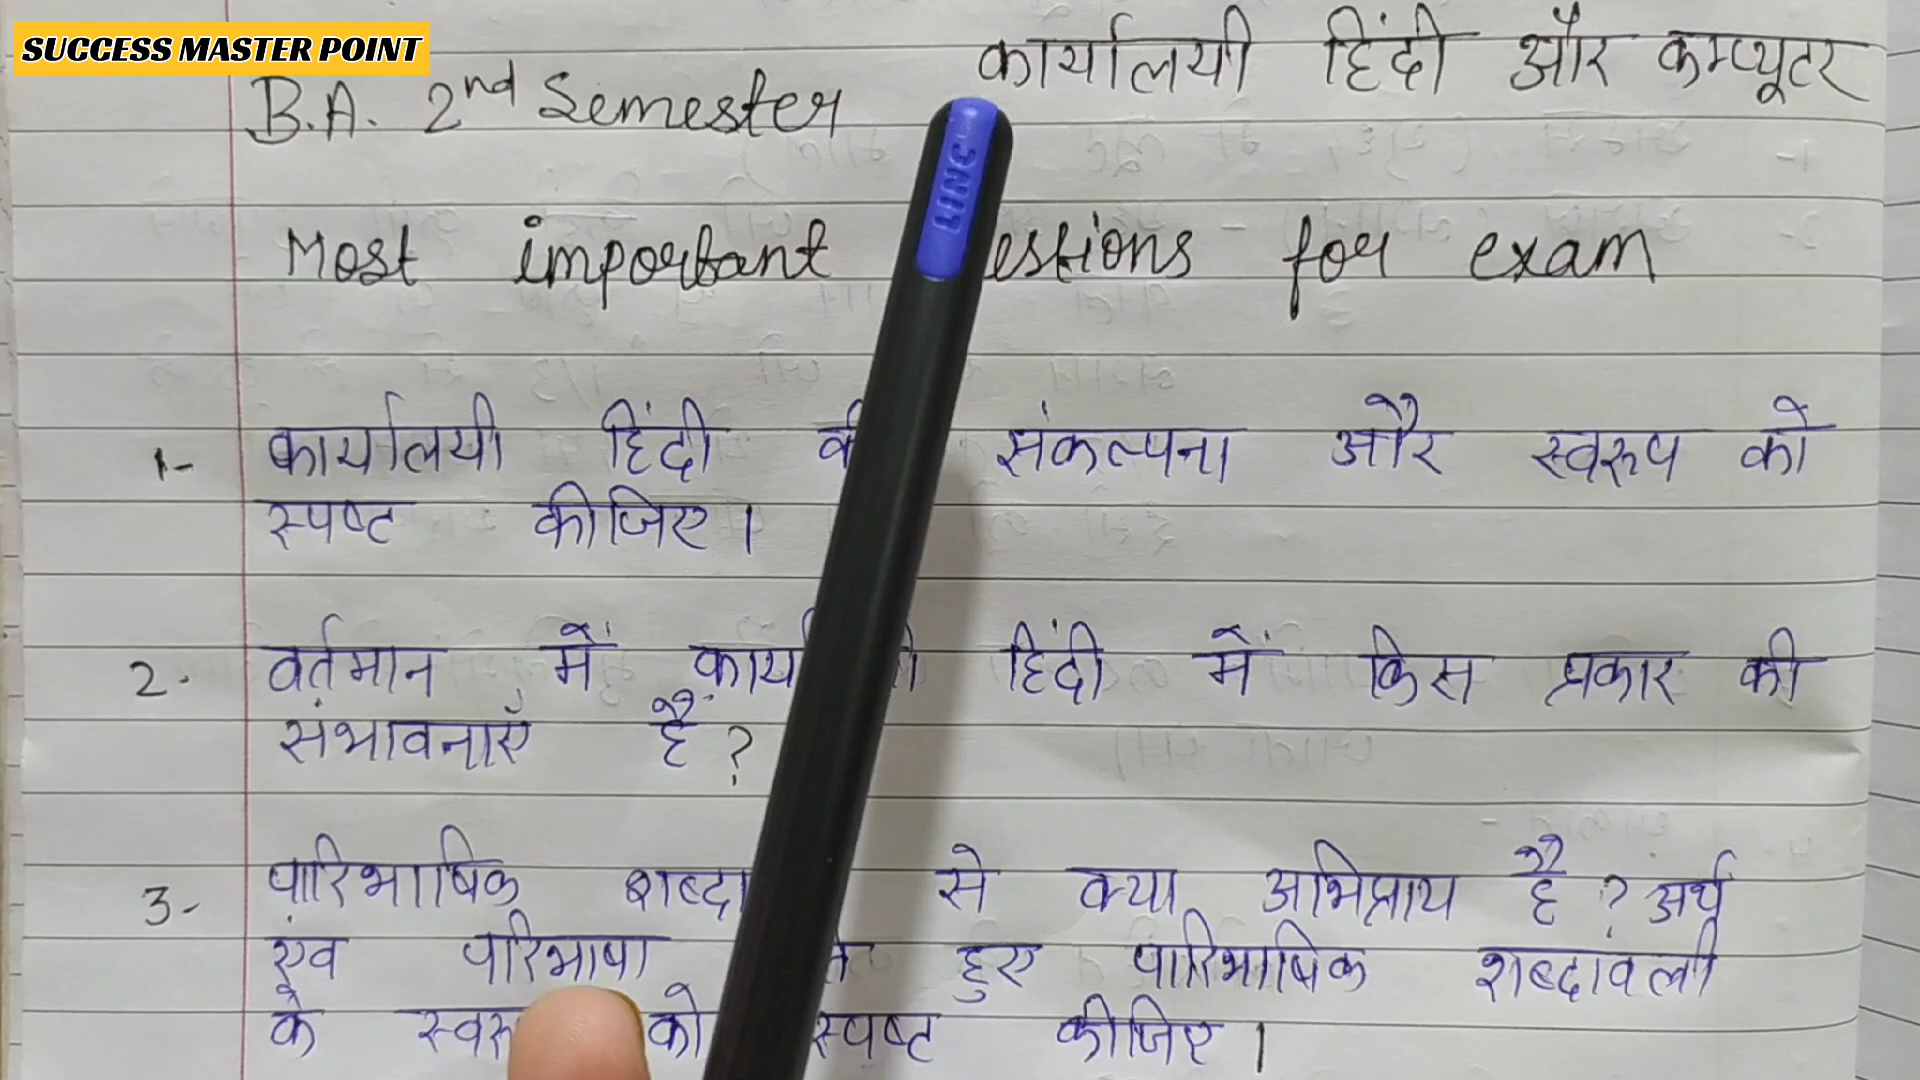 SUCCESS MASTER POINT
कार्यालयी हिंदी और कम्प्यूटर
B.A. 2nd Semester
LINC
Most important estions for exam
1- कार्यालयी हिंदी की संकल्पना और स्वरूप को
स्पष्ट कीजिए।
2. वर्तमान में हिंदी में किस प्रकार की
संभावनाएँ हैं?
3- पारिभाषिक से क्या अभिप्राय है? अर्थ
एंव परिभाषा हुए पारिभाषिक शब्दावली
के को स्पष्ट कीजिए।